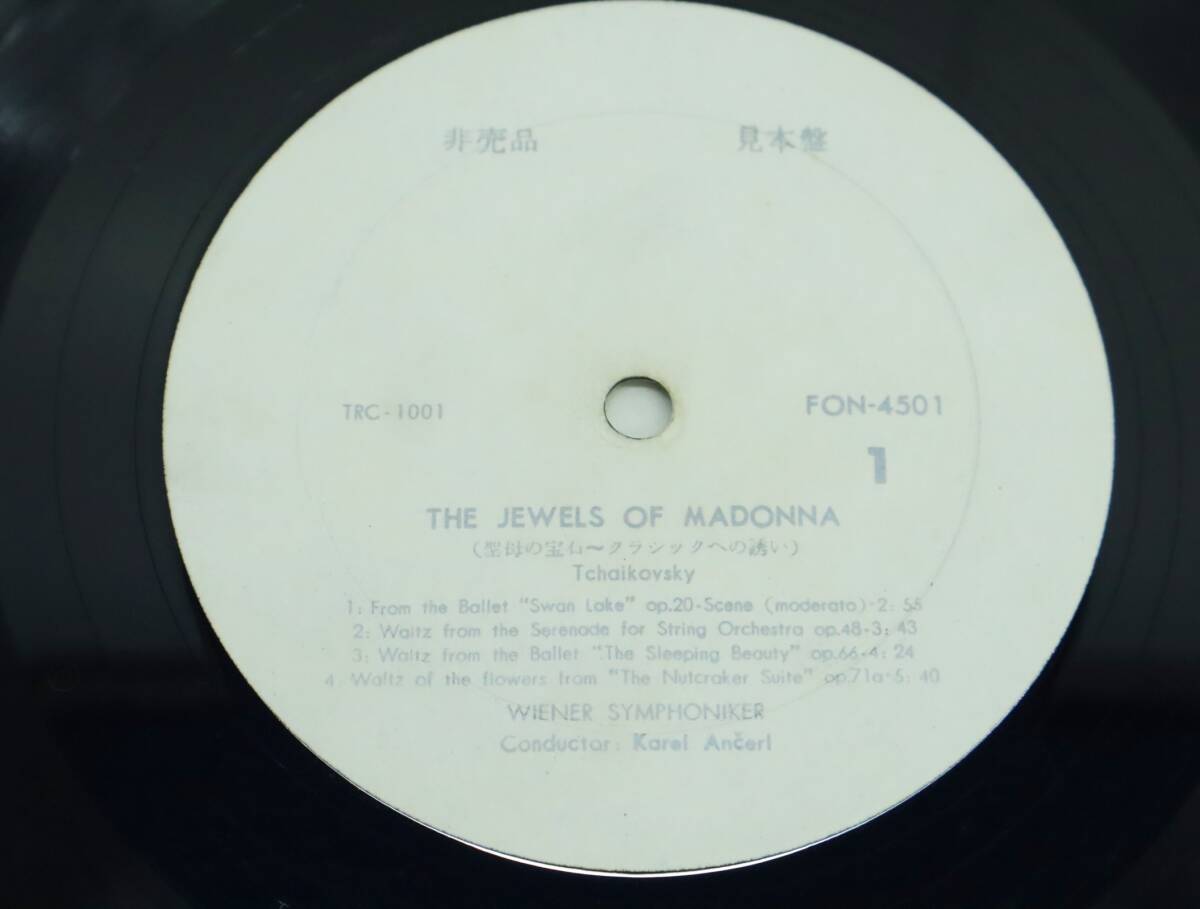 非売品 見本盤
TRC-1001 FON-4501
1
THE JEWELS OF MADONNA
(聖母の宝石〜クラシックへの誘い)
Tchaikovsky
1: From the Ballet "Swan Lake" op.20-Scene (moderato)·2: 55
2: Waltz from the Serenade for String Orchestra op.48-3: 43
3: Waltz from the Ballet "The Sleeping Beauty" op.66-4: 24
4. Waltz of the flowers from "The Nutcraker Suite" op.71a·5: 40
WIENER SYMPHONIKER
Conductor: Karel Ančerl